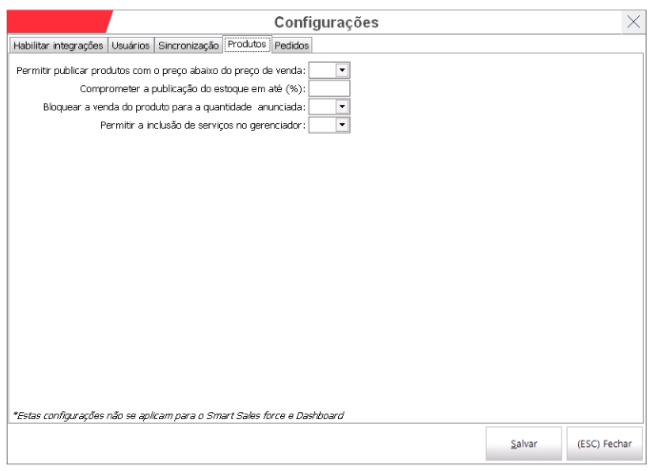 Configurações
Habilitar integrações Usuários Sincronização Produtos Pedidos
Permitir publicar produtos com o preço abaixo do preço de venda:
Comprometer a publicação do estoque em até (%):
Bloquear a venda do produto para a quantidade anunciada:
Permitir a inclusão de serviços no gerenciador:
*Estas configurações não se aplicam para o Smart Sales force e Dashboard
Salvar (ESC) Fechar